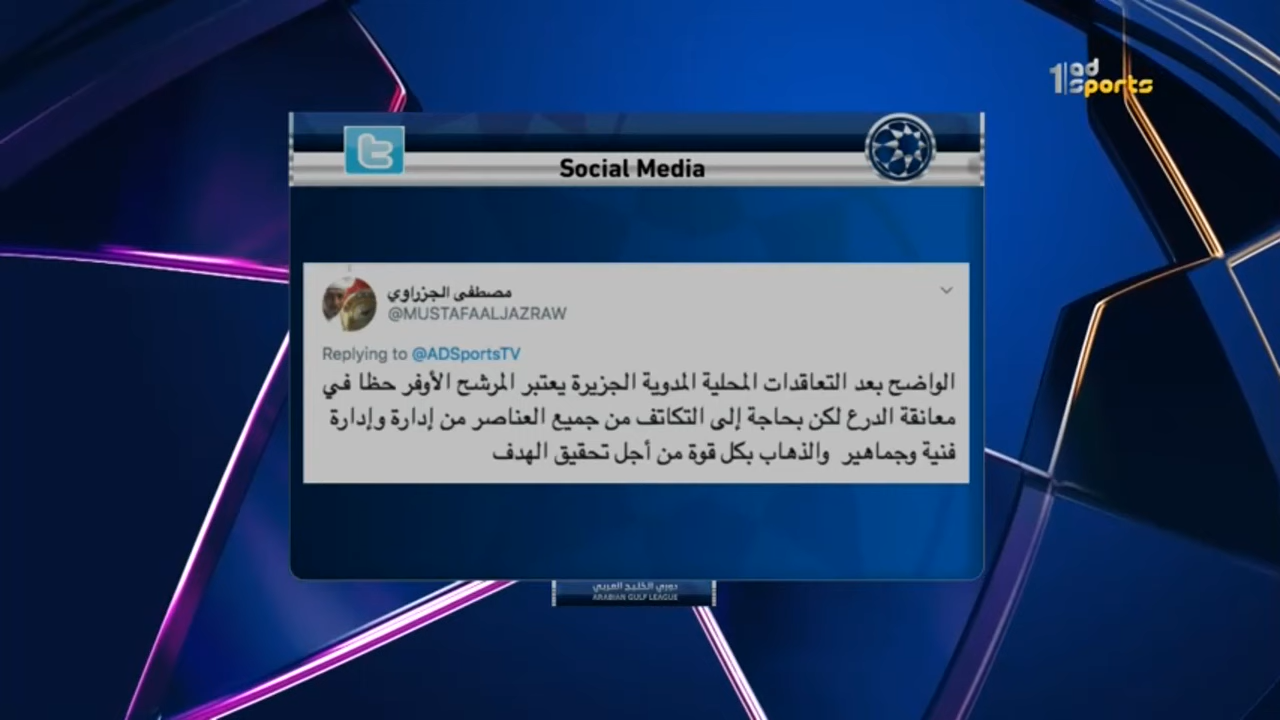 1 ad sports
Social Media
مصطفى الجزراوي
@MUSTAFAALJAZRAW
Replying to @ADSportsTV
الواضح بعد التعاقدات المحلية المدوية الجزيرة يعتبر المرشح الأوفر حظا في
معانقة الدرع لكن بحاجة إلى التكاتف من جميع العناصر من إدارة وإدارة
فنية وجماهير والذهاب بكل قوة من أجل تحقيق الهدف
دوري الخليج العربي
ARABIAN GULF LEAGUE